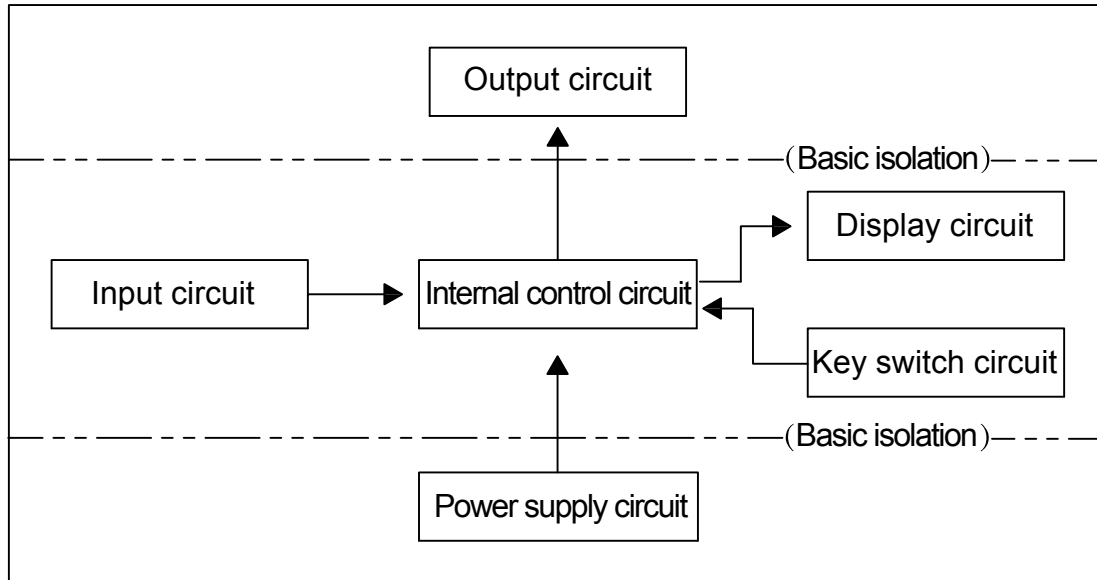 Output circuit
(Basic isolation)
Display circuit
Input circuit
Internal control circuit
Key switch circuit
(Basic isolation)
Power supply circuit